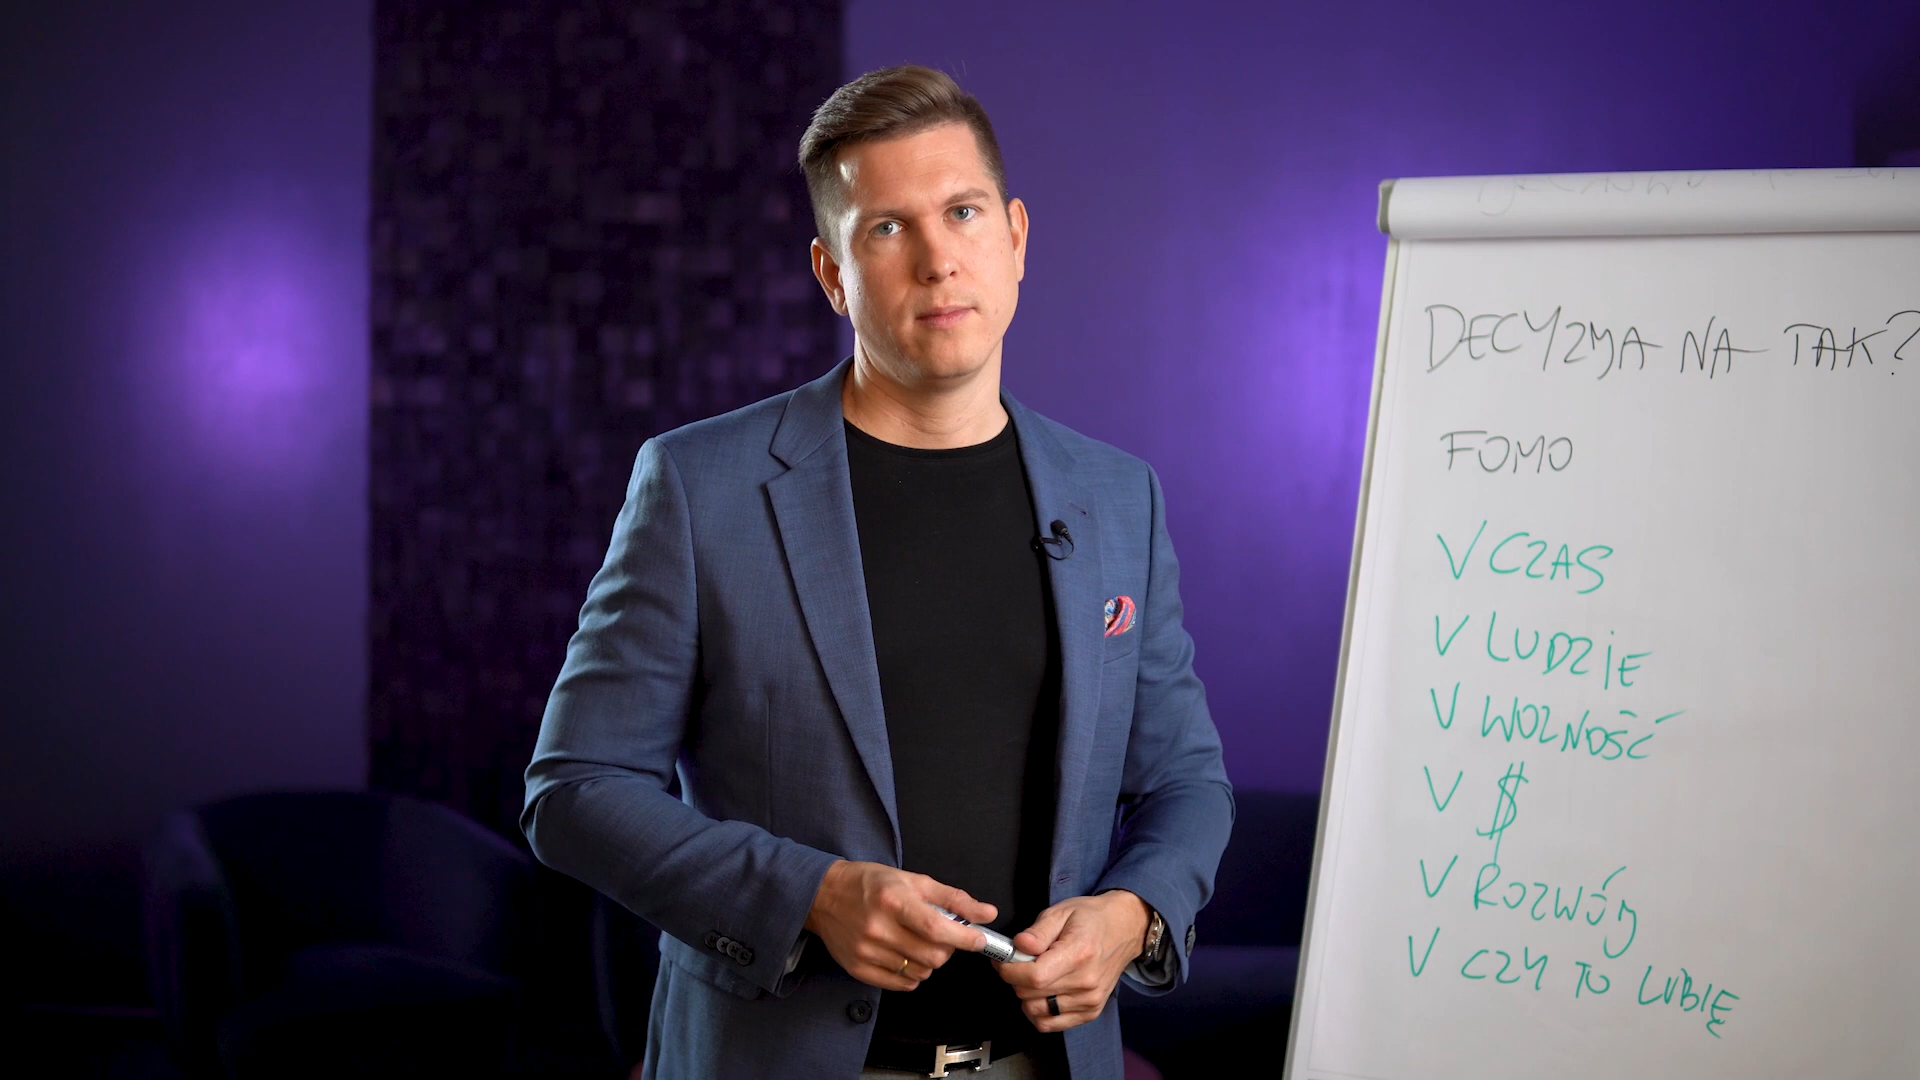 DECYZJA NA TAK?
FOMO
V CZAS
V LUDZIE
V WOLNOŚĆ
V $
V ROZWÓJ
V CZY TO LUBIĘ